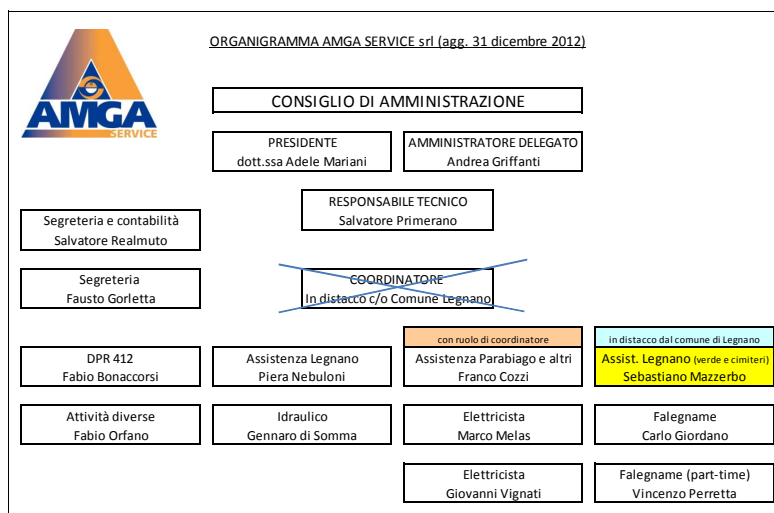 ORGANIGRAMMA AMGA SERVICE srl (agg. 31 dicembre 2012)
AMGA
SERVICE
CONSIGLIO DI AMMINISTRAZIONE
PRESIDENTE
dott.ssa Adele Mariani
AMMINISTRATORE DELEGATO
Andrea Griffanti
RESPONSABILE TECNICO
Salvatore Primerano
Segreteria e contabilità
Salvatore Realmuto
Segreteria
Fausto Gorletta
COORDINATORE
In distacco c/o Comune Legnano
con ruolo di coordinatore
in distacco dal comune di Legnano
DPR 412
Fabio Bonaccorsi
Assistenza Legnano
Piera Nebuloni
Assistenza Parabiago e altri
Franco Cozzi
Assist. Legnano (verde e cimiteri)
Sebastiano Mazzerbo
Attività diverse
Fabio Orfano
Idraulico
Gennaro di Somma
Elettricista
Marco Melas
Falegname
Carlo Giordano
Elettricista
Giovanni Vignati
Falegname (part-time)
Vincenzo Perretta